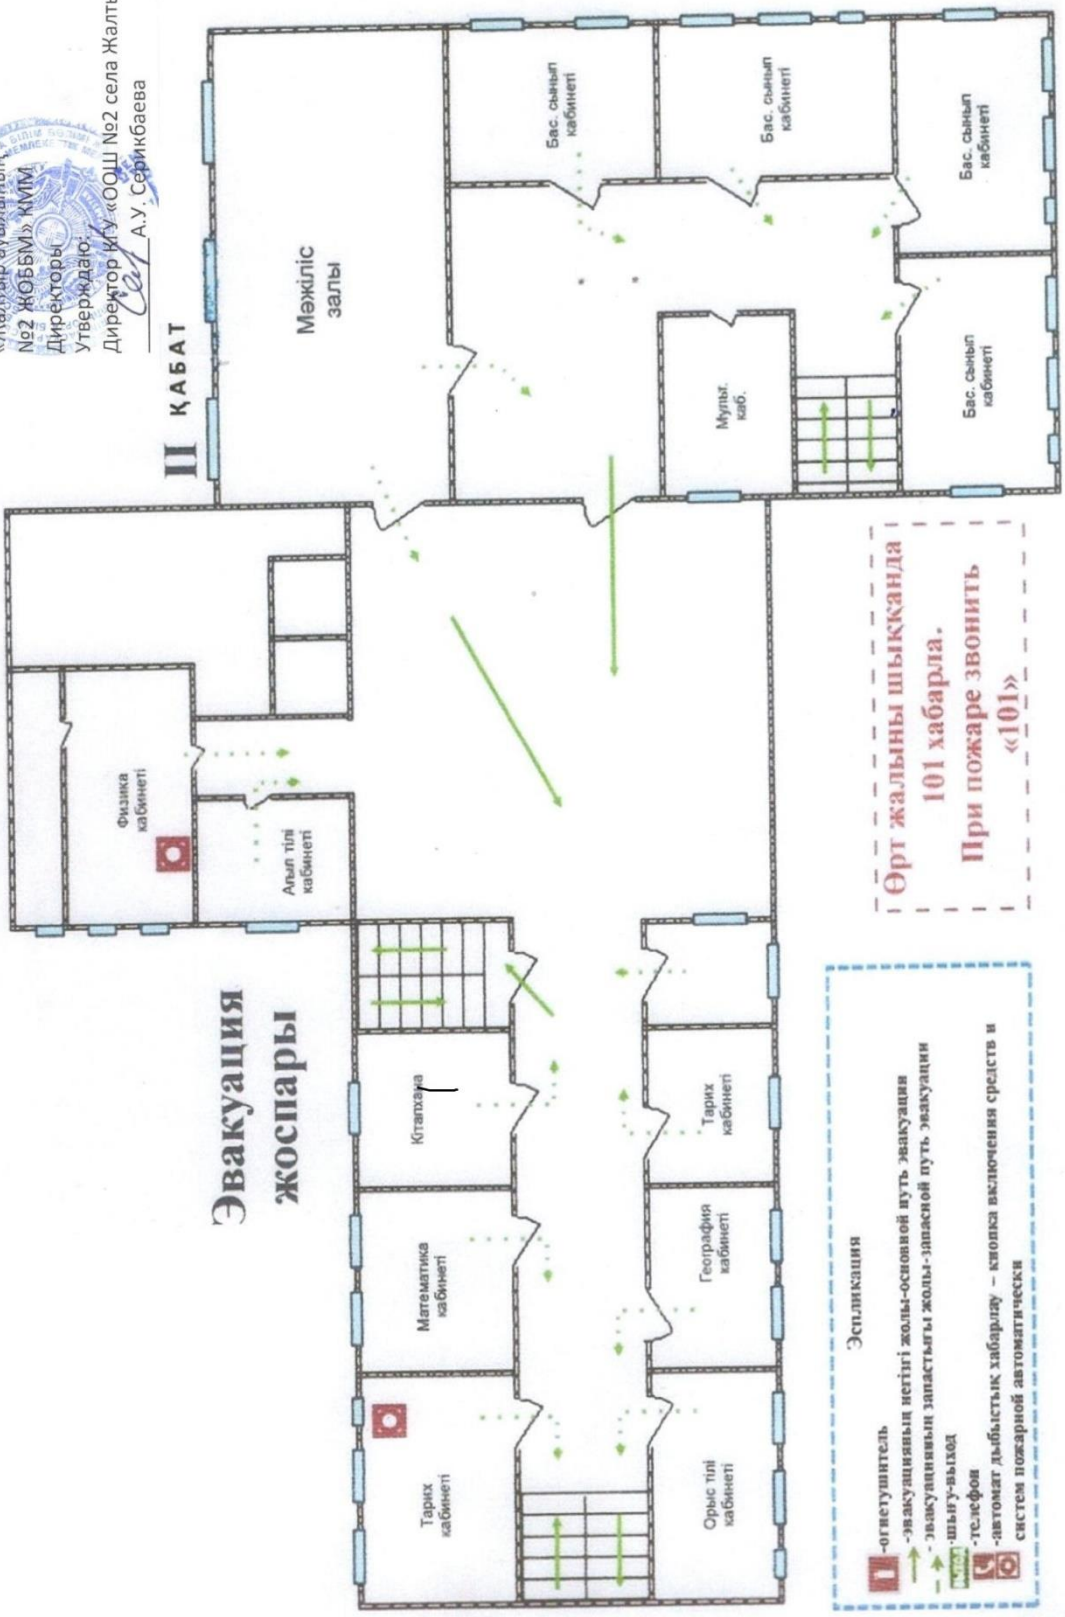 №2 ЖОББМ» КММ
Директоры
Утверждаю:
Директор КГУ «ООШ №2 села Жалты
А.У. Серикбаева
II ҚАБАТ
Эвакуация
жоспары
Физика
кабинеті
Ағыл тілі
кабинеті
Мәжіліс
залы
Бас. сынып
кабинеті
Бас. сынып
кабинеті
Бас. сынып
кабинеті
Бас. сынып
кабинеті
Мульт.
каб.
Тарих
кабинеті
Математика
кабинеті
Кітапхана
Орыс тілі
кабинеті
География
кабинеті
Тарих
кабинеті
Эспликация
-огнетушитель
-эвакуацияның негізгі жолы-основной путь эвакуации
- эвакуацияның запастығы жолы-запасной путь эвакуации
-шығу-выход
-телефон
-автомат дыбыстық хабарлау – кнопка включения средств и
систем пожарной автоматически
Өрт жалыны шыққанда
101 хабарла.
При пожаре звонить
«101»